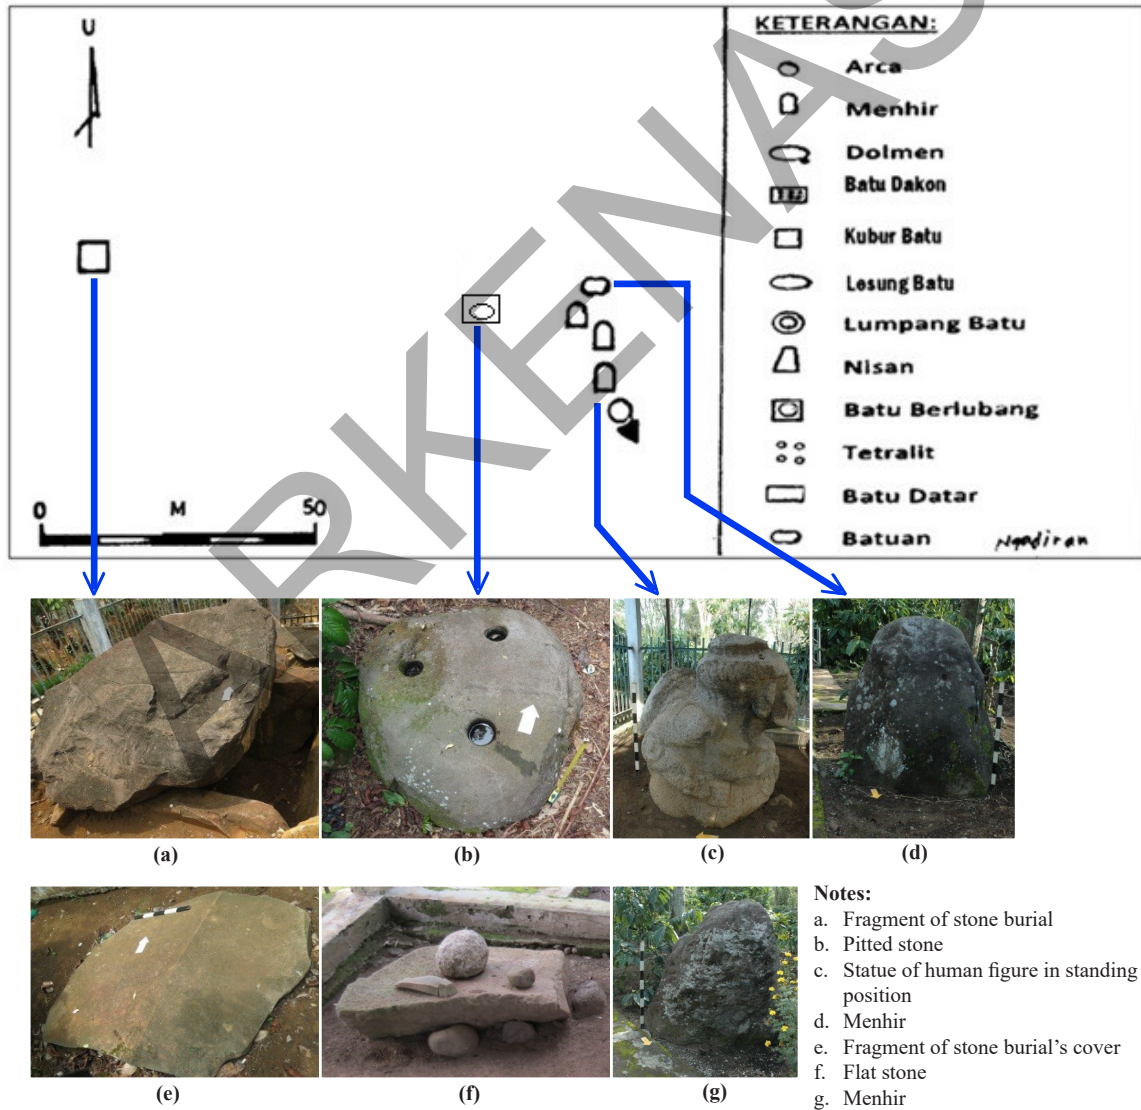 U
KETERANGAN:
Arca
Menhir
Dolmen
Batu Dakon
Kubur Batu
Lesung Batu
Lumpang Batu
Nisan
Batu Berlubang
Tetralit
Batu Datar
Batuan
Ngadiran
0 M 50
ARKENAS
(a) (b) (c) (d)
(e) (f) (g)
Notes:
a. Fragment of stone burial
b. Pitted stone
c. Statue of human figure in standing
position
d. Menhir
e. Fragment of stone burial’s cover
f. Flat stone
g. Menhir